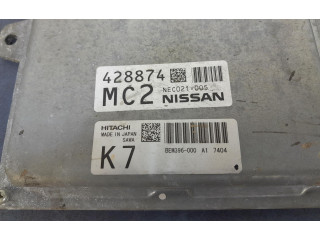 428874
MC2 NEC021-005
NISSAN
HITACHI
MADE IN JAPAN
K7
BEM386-000 A1 7404